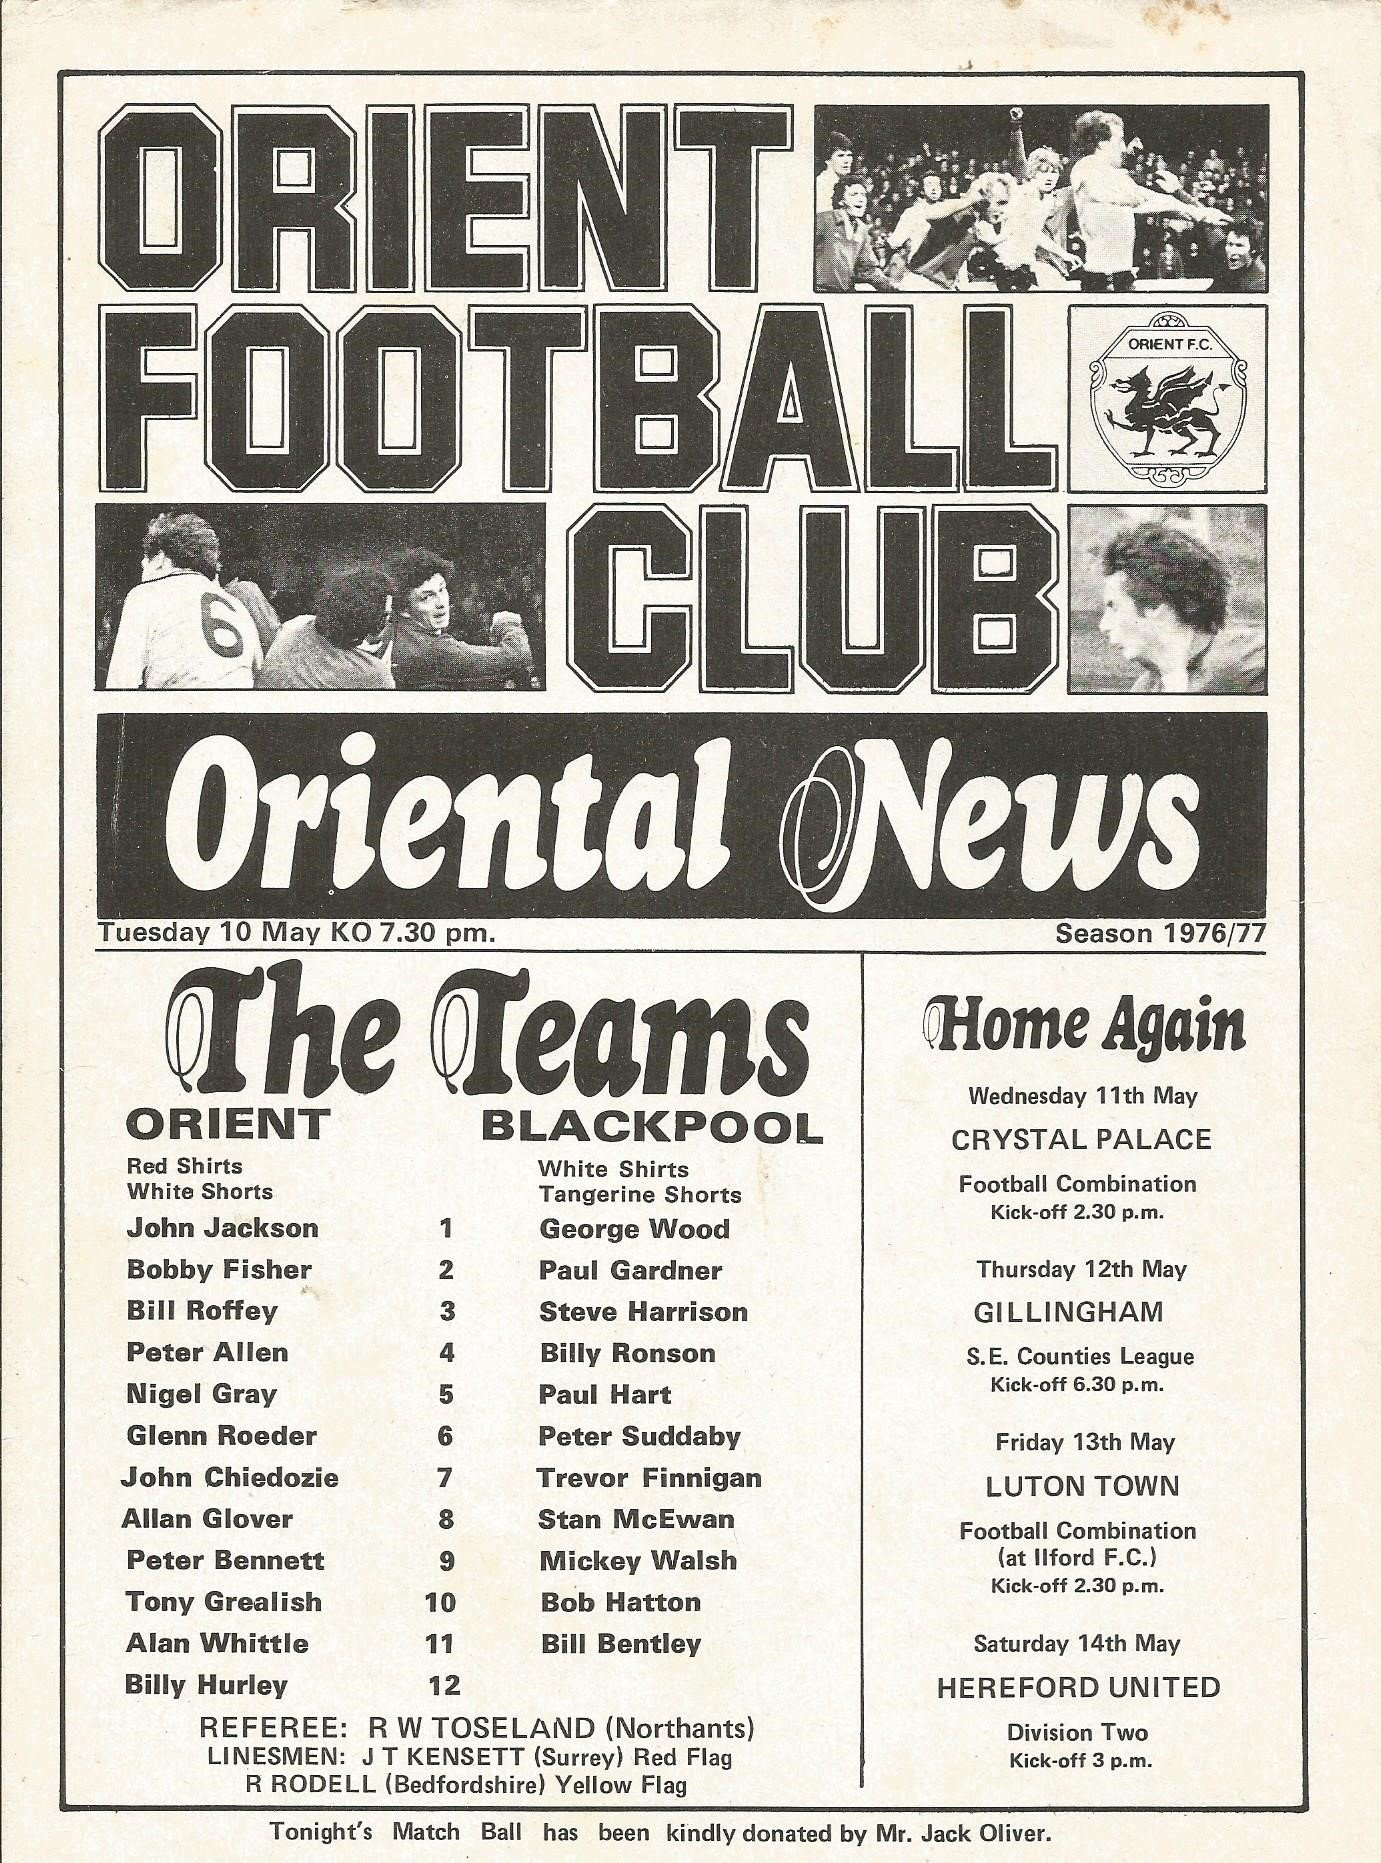 ORIENT
FOOTBALL
ORIENT F.C.
6
CLUB
Oriental News
Tuesday 10 May KO 7.30 pm. Season 1976/77
The Teams
ORIENT BLACKPOOL
Red Shirts White Shirts
White Shorts Tangerine Shorts
John Jackson 1 George Wood
Bobby Fisher 2 Paul Gardner
Bill Roffey 3 Steve Harrison
Peter Allen 4 Billy Ronson
Nigel Gray 5 Paul Hart
Glenn Roeder 6 Peter Suddaby
John Chiedozie 7 Trevor Finnigan
Allan Glover 8 Stan McEwan
Peter Bennett 9 Mickey Walsh
Tony Grealish 10 Bob Hatton
Alan Whittle 11 Bill Bentley
Billy Hurley 12
REFEREE: R W TOSELAND (Northants)
LINESMEN: J T KENSETT (Surrey) Red Flag
R RODELL (Bedfordshire) Yellow Flag
Home Again
Wednesday 11th May
CRYSTAL PALACE
Football Combination
Kick-off 2.30 p.m.
Thursday 12th May
GILLINGHAM
S.E. Counties League
Kick-off 6.30 p.m.
Friday 13th May
LUTON TOWN
Football Combination
(at Ilford F.C.)
Kick-off 2.30 p.m.
Saturday 14th May
HEREFORD UNITED
Division Two
Kick-off 3 p.m.
Tonight's Match Ball has been kindly donated by Mr. Jack Oliver.